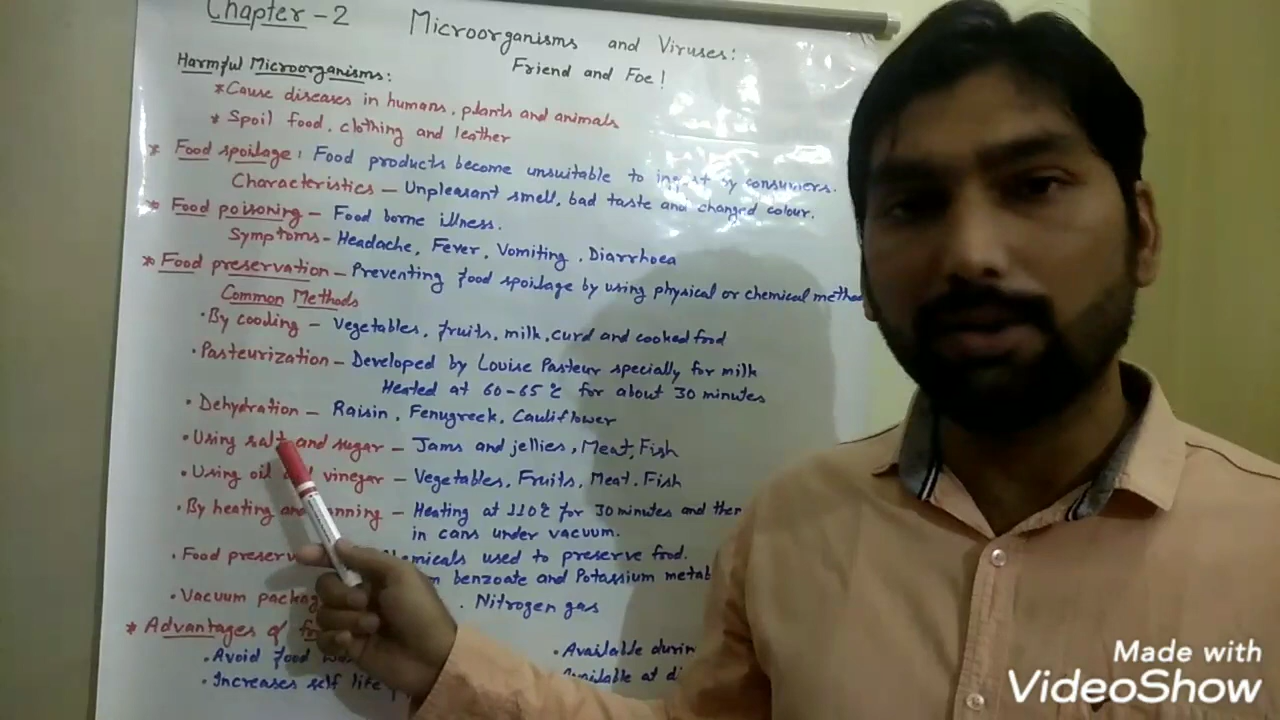 Chapter-2 Microorganisms and Viruses:
Friend and Foe!
Harmful Microorganisms:
*Cause diseases in humans, plants and animals
* Spoil food, clothing and leather
* Food spoilage: Food products become unsuitable to ingest by consumers.
Characteristics - Unpleasant smell, bad taste and changed colour.
* Food poisoning - Food borne illness.
Symptoms - Headache, Fever, Vomiting, Diarrhoea
* Food preservation - Preventing food spoilage by using physical or chemical
Common Methods
• By cooding - Vegetables, fruits, milk, curd and cooked food
• Pasteurization - Developed by Louise Pasteur specially for milk
Heated at 60-65°C for about 30 minutes
• Dehydration - Raisin, Fenugreek, Cauliflower
• Using salt and sugar - Jams and jellies, Meat, Fish
• Using oil and vinegar - Vegetables, Fruits, Meat, Fish
• By heating and - Heating at 110°C for 30 minutes and
in cans under vacuum.
• Food used to preserve food.
benzoate and Potassium
• Vacuum . Nitrogen gas
* Advantages of
• Avoid food • Available
• Increases self life Available at
Made with
VideoShow